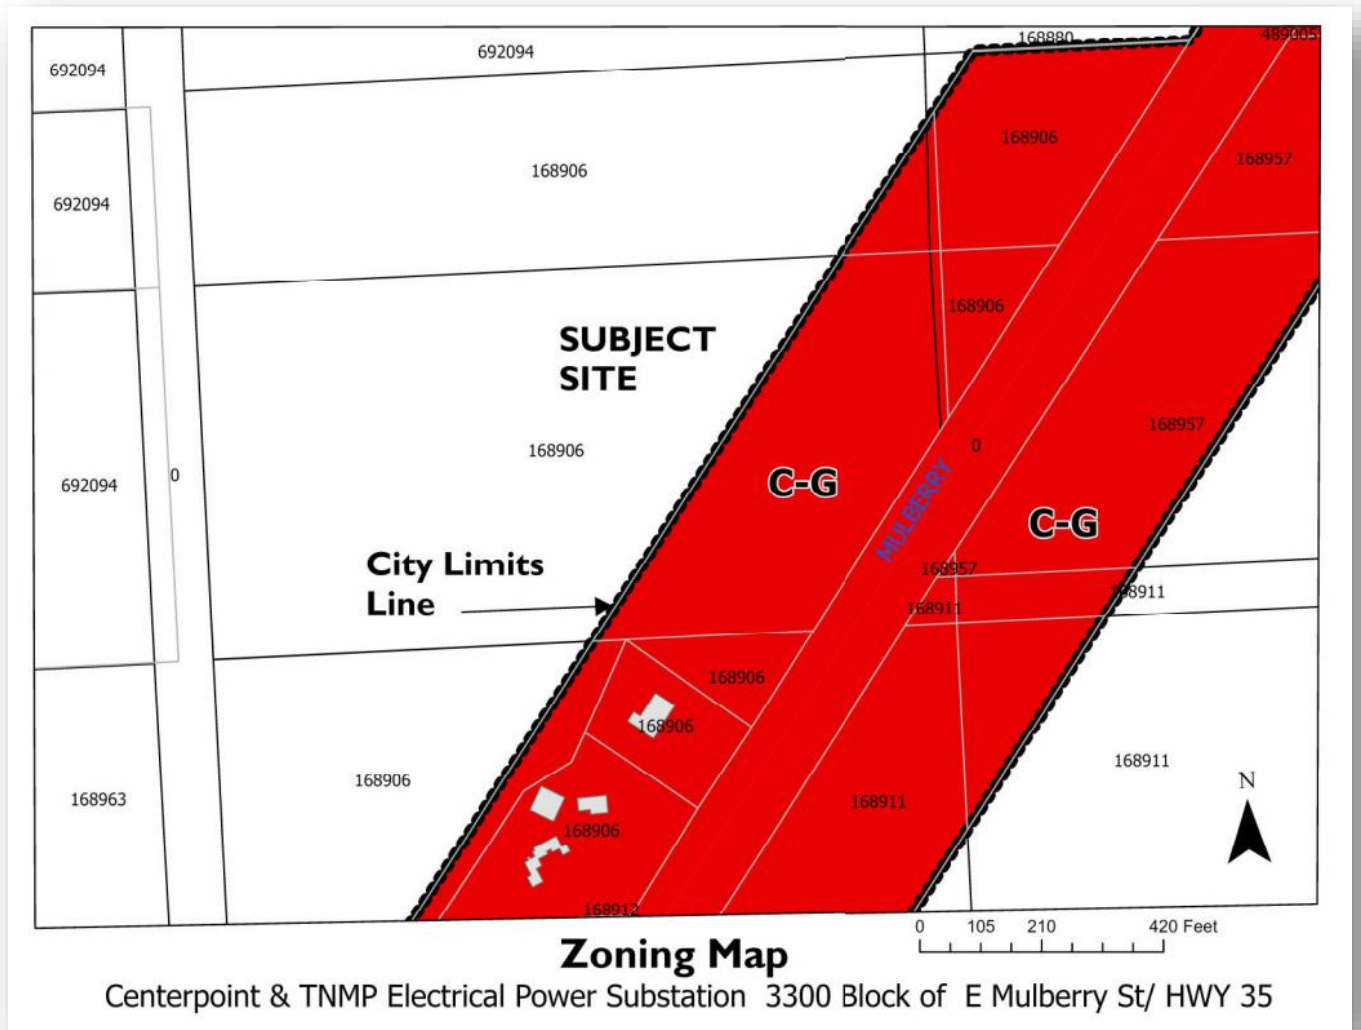 168880
489805
692094
692094
168906
168957
168906
692094
168906
SUBJECT
SITE
168957
168906
0
C-G
0
692094
MULBERRY
C-G
City Limits
Line
168957
168911
168911
168906
168906
168911
168906
168963
168911
168906
N
168912
0 105 210 420 Feet
Zoning Map
Centerpoint & TNMP Electrical Power Substation 3300 Block of E Mulberry St/ HWY 35